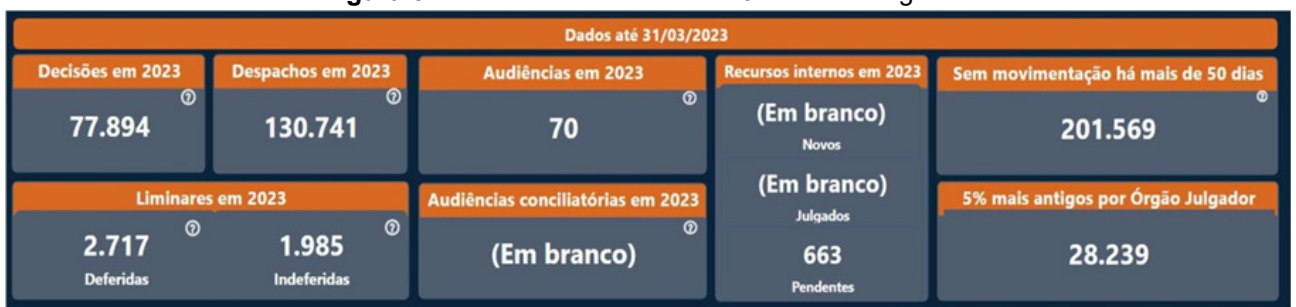 Dados até 31/03/2023
Decisões em 2023
77.894
Despachos em 2023
130.741
Audiências em 2023
70
Recursos internos em 2023
(Em branco)
Novos
(Em branco)
Julgados
663
Pendentes
Sem movimentação há mais de 50 dias
201.569
Liminares em 2023
2.717
Deferidas
1.985
Indeferidas
Audiências conciliatórias em 2023
(Em branco)
5% mais antigos por Órgão Julgador
28.239